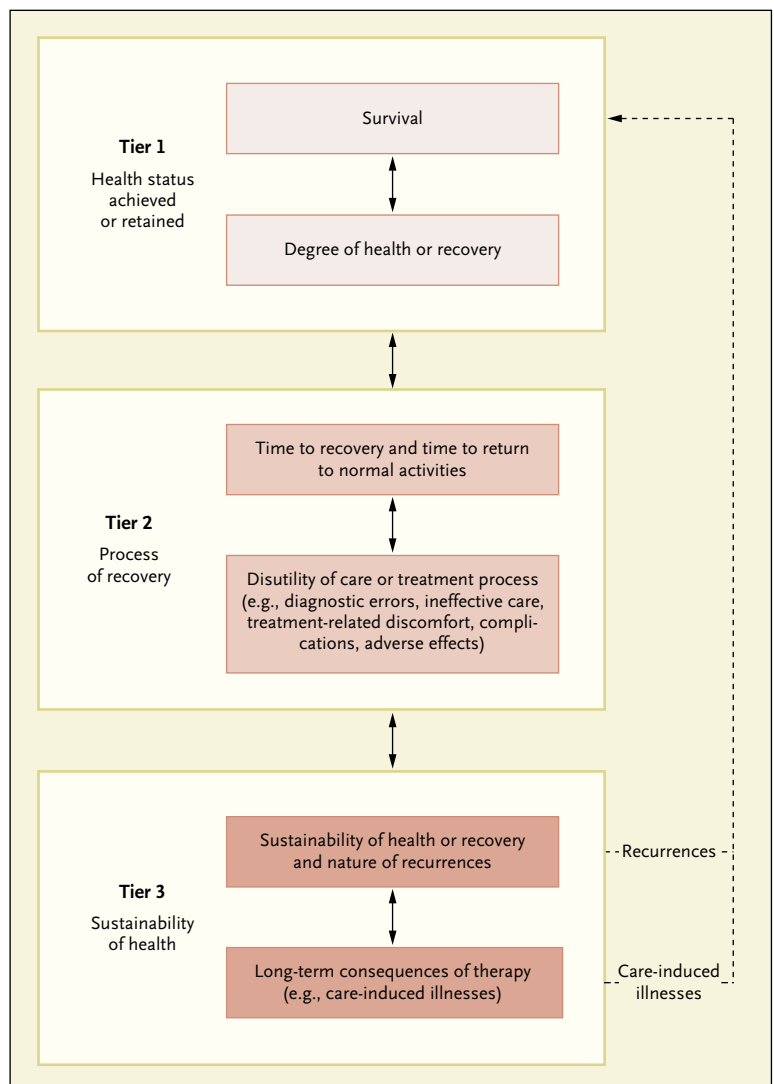 Survival
Tier 1
Health status
achieved
or retained
Degree of health or recovery
Time to recovery and time to return
to normal activities
Tier 2
Process
of recovery
Disutility of care or treatment process
(e.g., diagnostic errors, ineffective care,
treatment-related discomfort, compli-
cations, adverse effects)
Sustainability of health or recovery
and nature of recurrences
Recurrences
Tier 3
Sustainability
of health
Long-term consequences of therapy
(e.g., care-induced illnesses)
Care-induced
illnesses